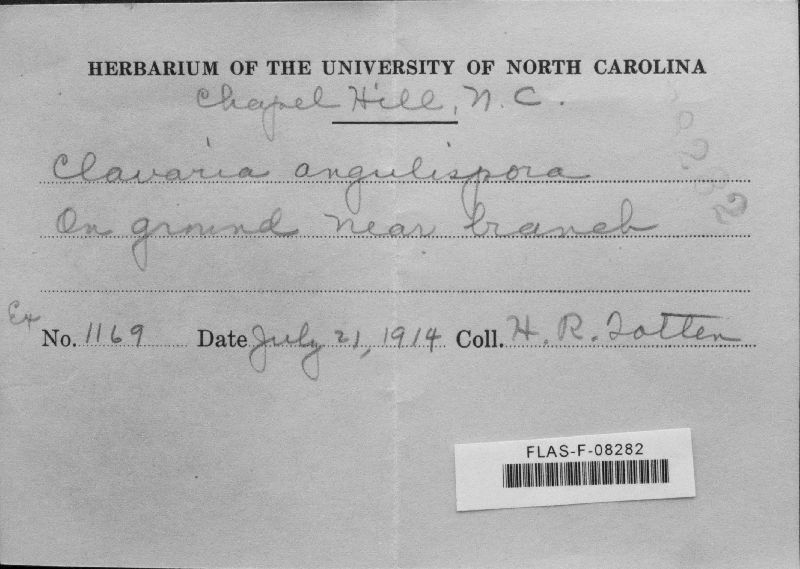 HERBARIUM OF THE UNIVERSITY OF NORTH CAROLINA
Chapel Hill, N. C.
Clavaria angulispora
On ground near branch
Ex
No. 1169 Date July 21, 1914 Coll. H. R. Totten
FLAS-F-08282